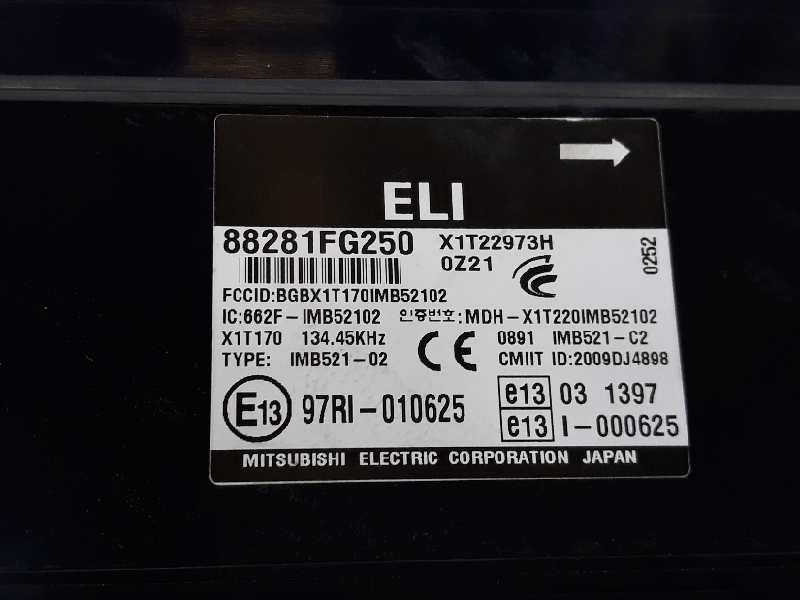 ELI
88281FG250 X1T22973H
0Z21
0252
FCCID:BGBX1T170IMB52102
IC:662F-IMB52102 인증번호:MDH-X1T220IMB52102
X1T170 134.45KHz CE 0891 IMB521-C2
TYPE: IMB521-02 CMIIT ID:2009DJ4898
E13 97RI-010625 e13 03 1397
e13 I-000625
MITSUBISHI ELECTRIC CORPORATION JAPAN